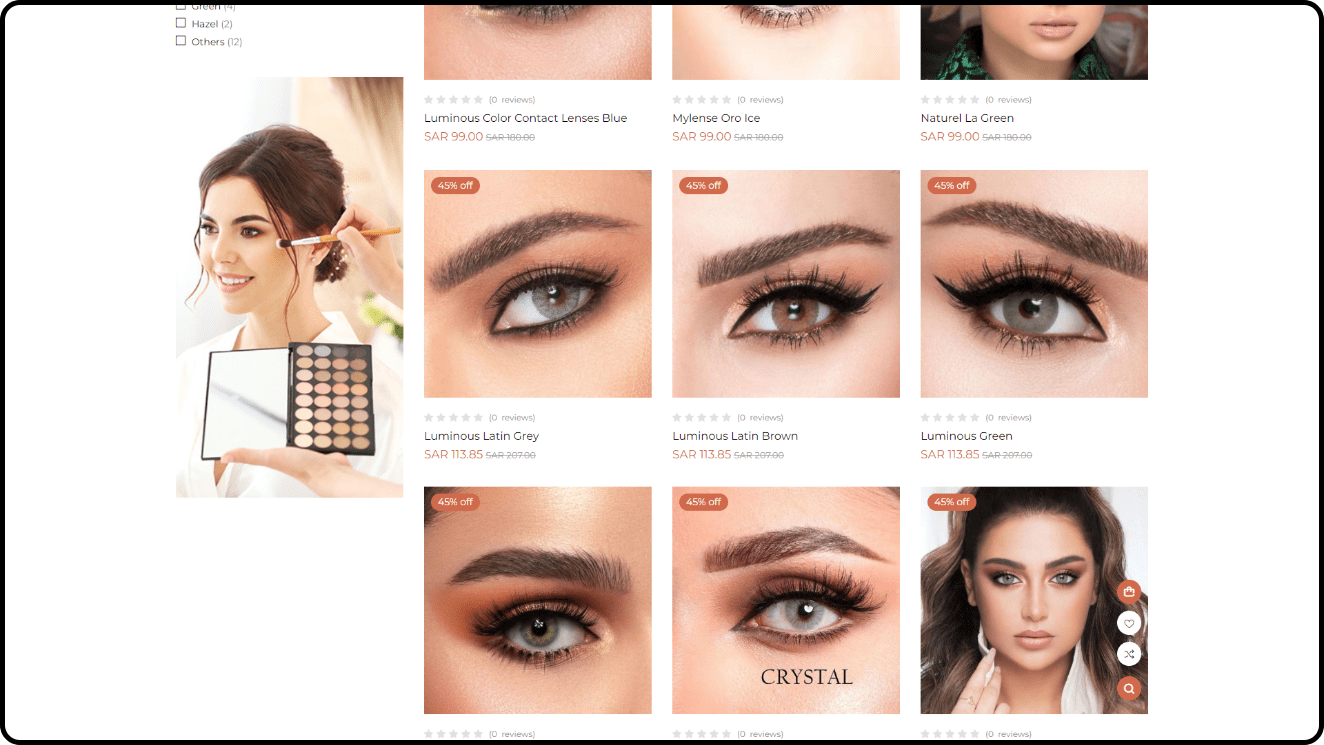 Green (4)
Hazel (2)
Others (12)
(0 reviews)
Luminous Color Contact Lenses Blue
SAR 99.00 SAR 180.00
(0 reviews)
Mylense Oro Ice
SAR 99.00 SAR 180.00
(0 reviews)
Naturel La Green
SAR 99.00 SAR 180.00
45% off
(0 reviews)
Luminous Latin Grey
SAR 113.85 SAR 207.00
45% off
(0 reviews)
Luminous Latin Brown
SAR 113.85 SAR 207.00
45% off
(0 reviews)
Luminous Green
SAR 113.85 SAR 207.00
45% off
(0 reviews)
45% off
CRYSTAL
(0 reviews)
45% off
(0 reviews)